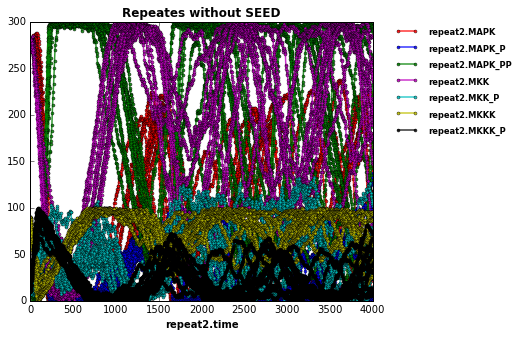 Repeates without SEED
300
250
200
150
100
50
0
0 500 1000 1500 2000 2500 3000 3500 4000
repeat2.time
repeat2.MAPK
repeat2.MAPK_P
repeat2.MAPK_PP
repeat2.MKK
repeat2.MKK_P
repeat2.MKKK
repeat2.MKKK_P